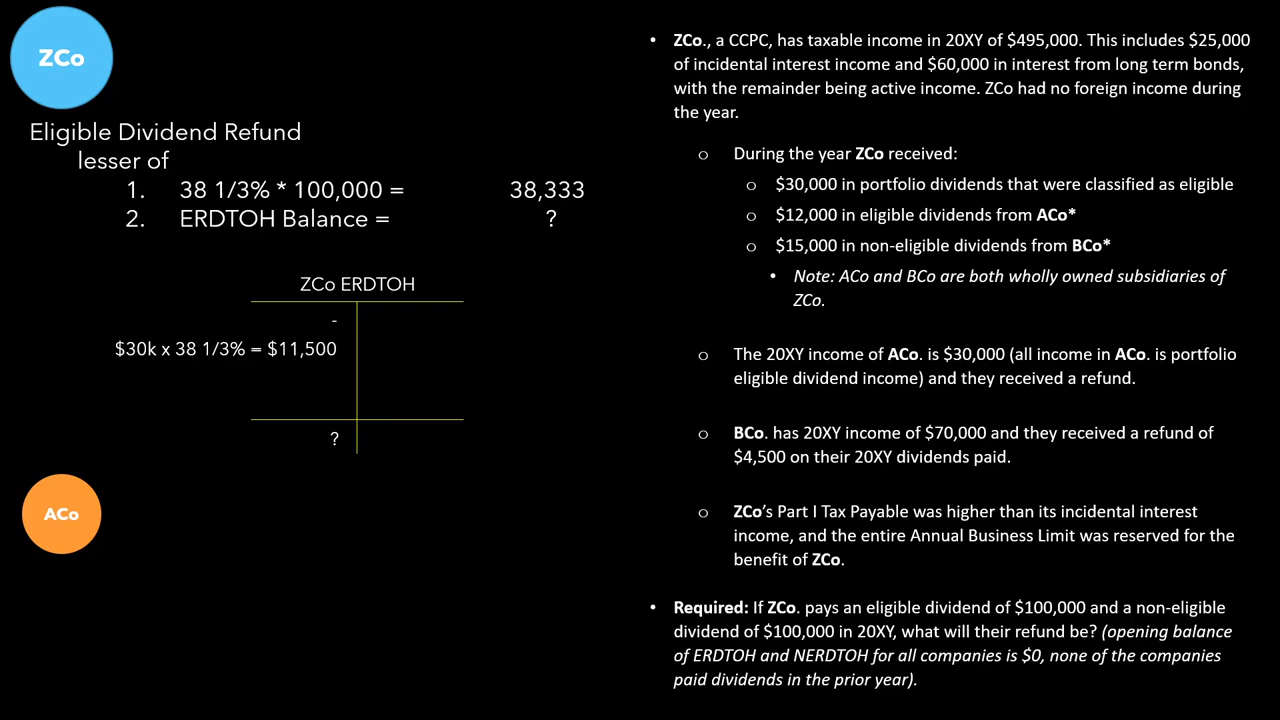 ZCo
Eligible Dividend Refund
lesser of
1. 38 1/3% * 100,000 = 38,333
2. ERDTOH Balance = ?
ZCo ERDTOH
-
$30k x 38 1/3% = $11,500
?
ACo
• ZCo., a CCPC, has taxable income in 20XY of $495,000. This includes $25,000
of incidental interest income and $60,000 in interest from long term bonds,
with the remainder being active income. ZCo had no foreign income during
the year.
o During the year ZCo received:
o $30,000 in portfolio dividends that were classified as eligible
o $12,000 in eligible dividends from ACo*
o $15,000 in non-eligible dividends from BCo*
• Note: ACo and BCo are both wholly owned subsidiaries of
ZCo.
o The 20XY income of ACo. is $30,000 (all income in ACo. is portfolio
eligible dividend income) and they received a refund.
o BCo. has 20XY income of $70,000 and they received a refund of
$4,500 on their 20XY dividends paid.
o ZCo’s Part I Tax Payable was higher than its incidental interest
income, and the entire Annual Business Limit was reserved for the
benefit of ZCo.
• Required: If ZCo. pays an eligible dividend of $100,000 and a non-eligible
dividend of $100,000 in 20XY, what will their refund be? (opening balance
of ERDTOH and NERDTOH for all companies is $0, none of the companies
paid dividends in the prior year).